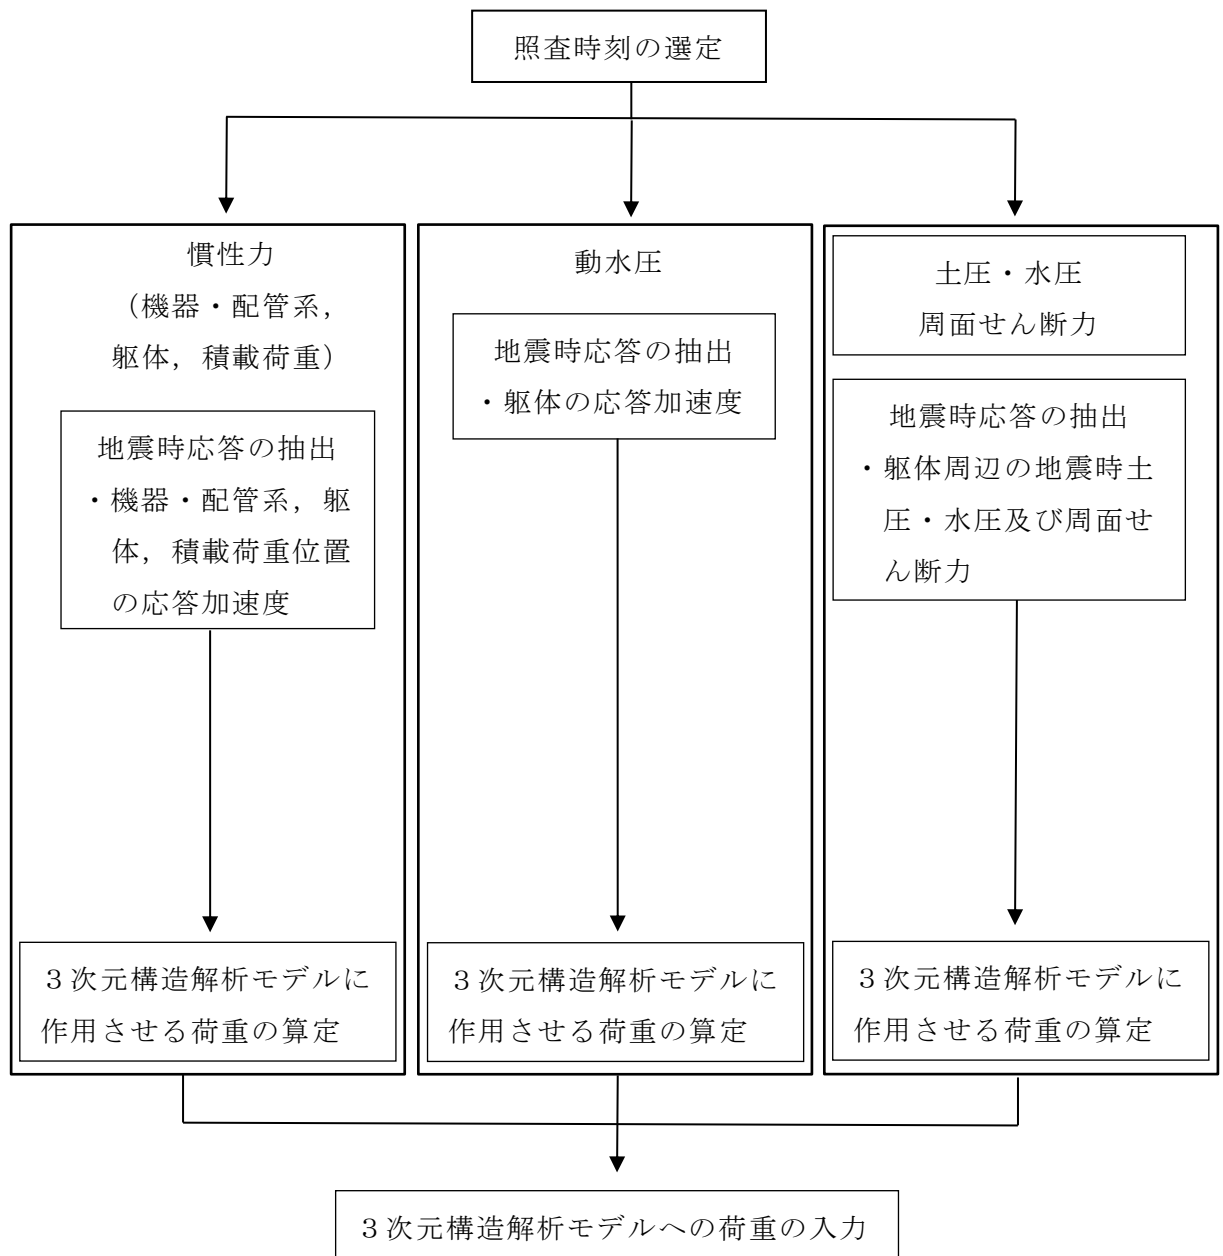 照査時刻の選定
慣性力
（機器・配管系，
躯体，積載荷重）
地震時応答の抽出
・機器・配管系，躯
体，積載荷重位置
の応答加速度
3次元構造解析モデルに
作用させる荷重の算定
動水圧
地震時応答の抽出
・躯体の応答加速度
3次元構造解析モデルに
作用させる荷重の算定
土圧・水圧
周面せん断力
地震時応答の抽出
・躯体周辺の地震時土
圧・水圧及び周面せ
ん断力
3次元構造解析モデルに
作用させる荷重の算定
3次元構造解析モデルへの荷重の入力